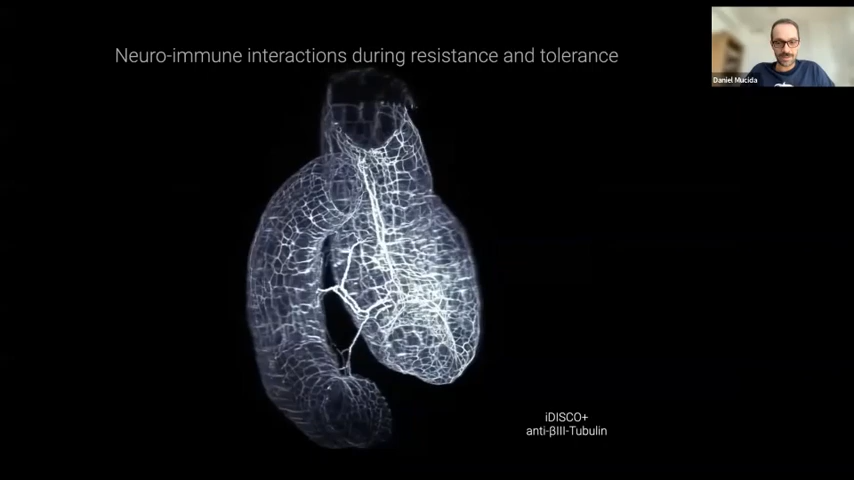 Neuro-immune interactions during resistance and tolerance
Daniel Mucida
iDISCO+
anti-βIII-Tubulin